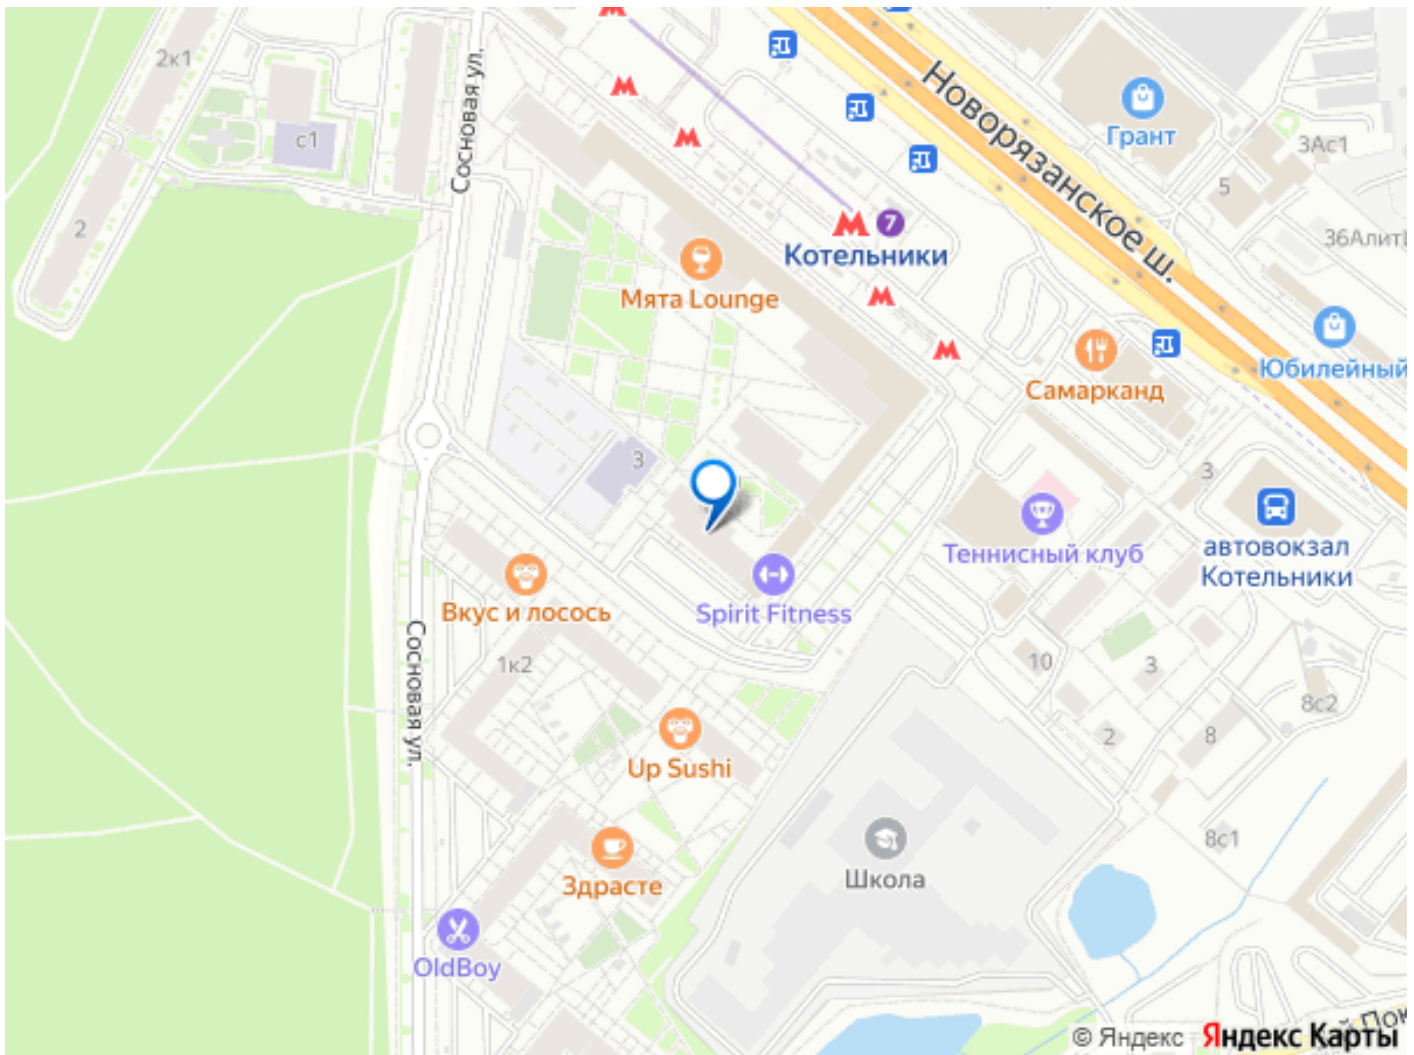 2к1
Сосновая ул.
с1
2
Новорязанское ш.
Грант
3Ас1
5
7
Котельники
Мята Lounge
Самарканд
Юбилейный
3
3
Теннисный клуб
автовокзал
Котельники
Вкус и лосось
Spirit Fitness
Сосновая ул.
1к2
10
3
8с2
2
8
Up Sushi
8с1
Школа
Здрасте
OldBoy
© Яндекс
Яндекс Карты